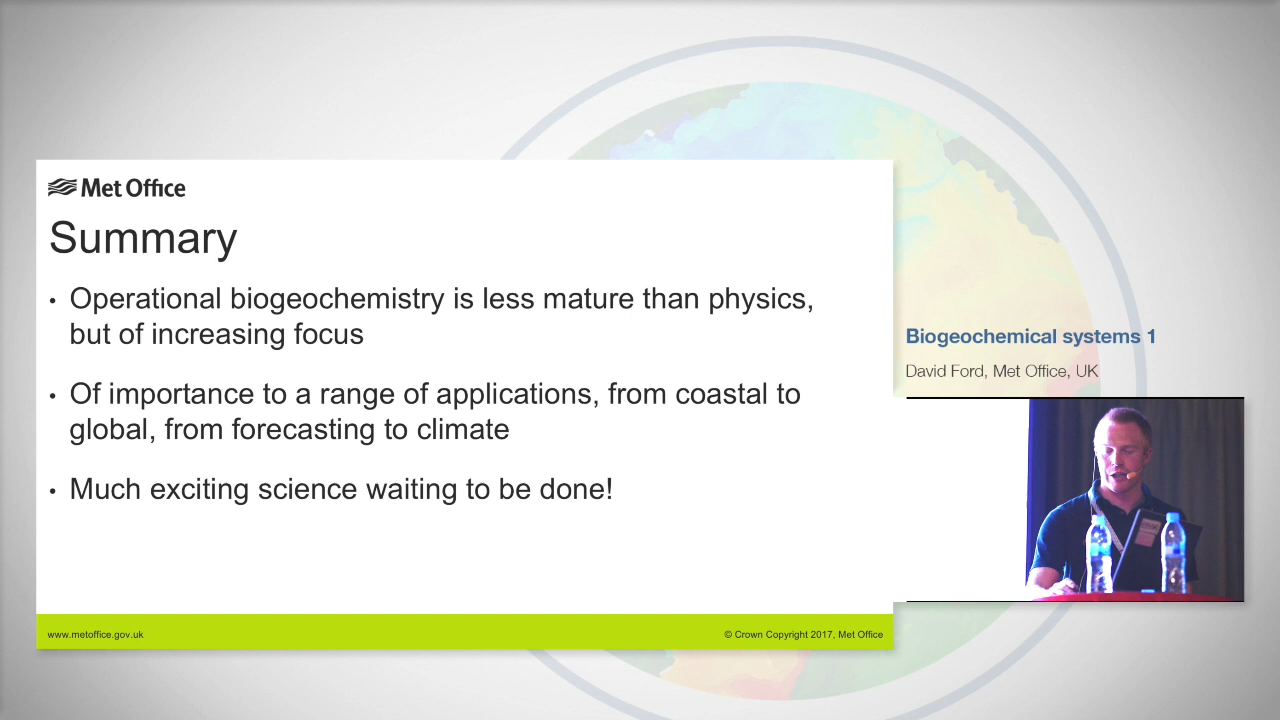 Met Office
Summary
• Operational biogeochemistry is less mature than physics,
but of increasing focus
• Of importance to a range of applications, from coastal to
global, from forecasting to climate
• Much exciting science waiting to be done!
www.metoffice.gov.uk
© Crown Copyright 2017, Met Office
Biogeochemical systems 1
David Ford, Met Office, UK